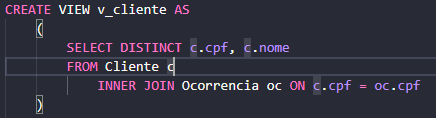 CREATE VIEW v_cliente AS
(
SELECT DISTINCT c.cpf, c.nome
FROM Cliente c
INNER JOIN Ocorrencia oc ON c.cpf = oc.cpf
)